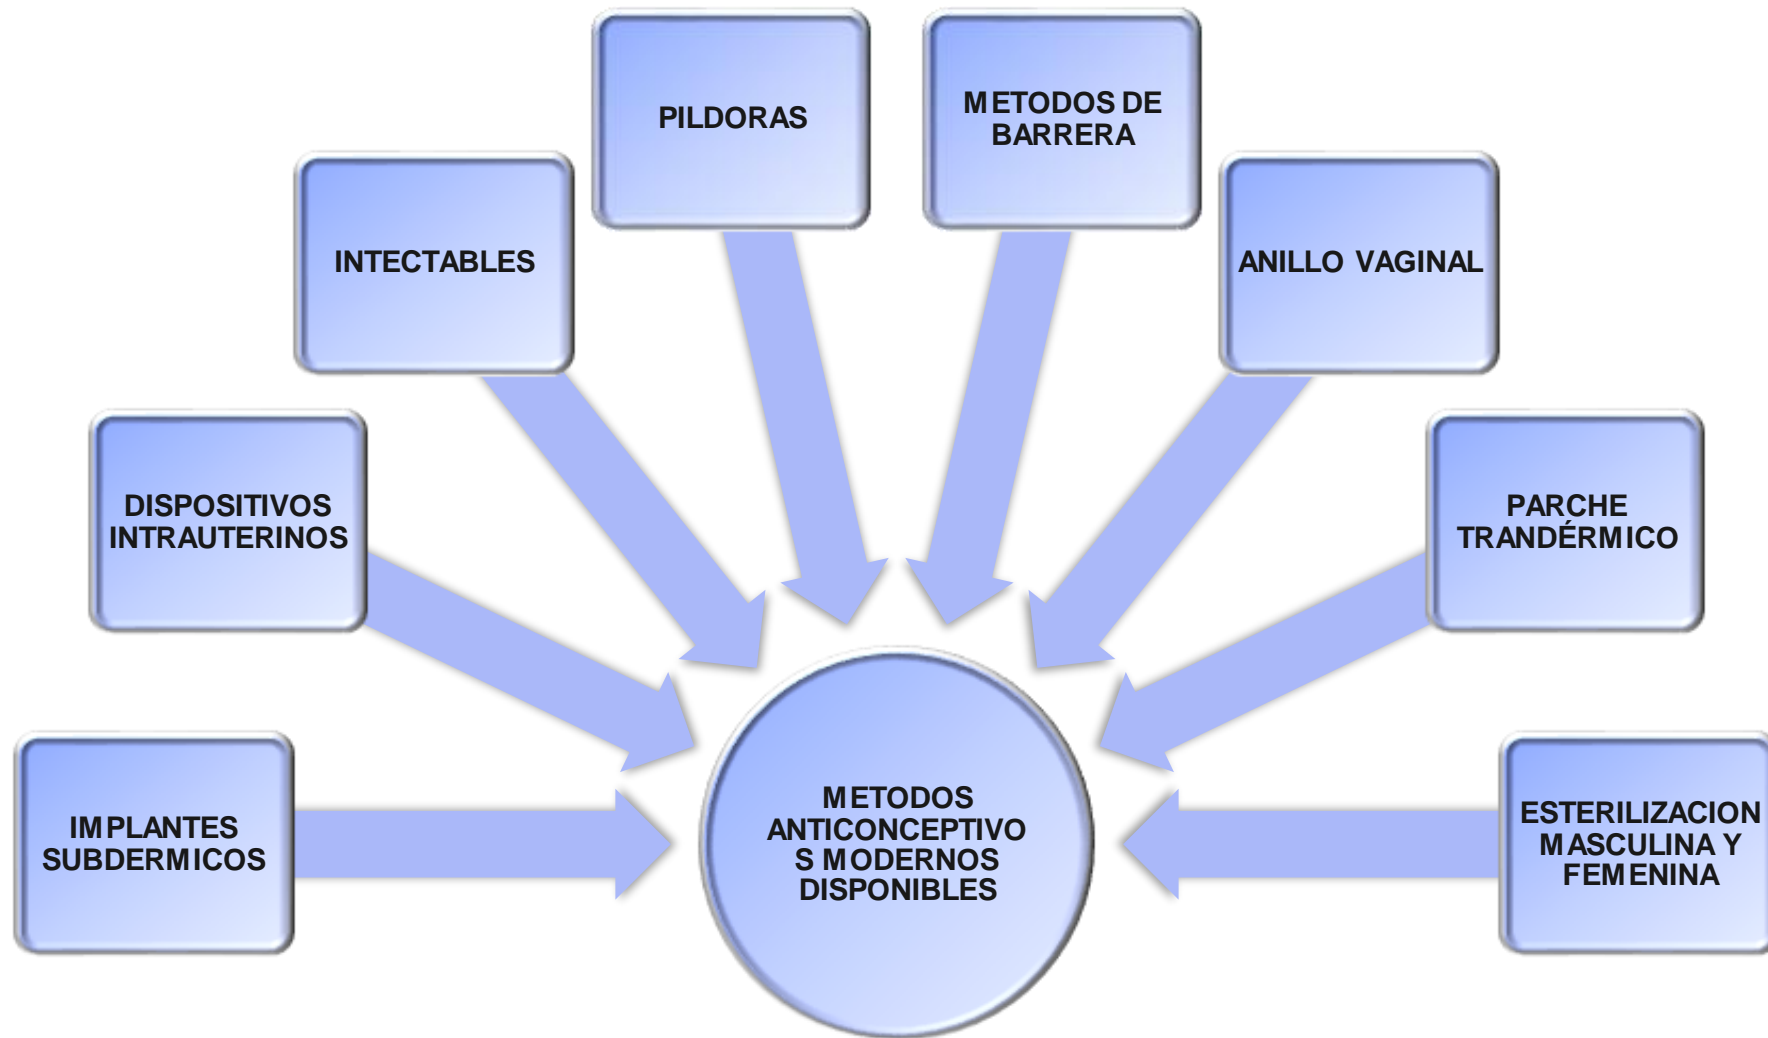 PILDORAS
METODOS DE
BARRERA
INTECTABLES
ANILLO VAGINAL
DISPOSITIVOS
INTRAUTERINOS
PARCHE
TRANDÉRMICO
IMPLANTES
SUBDERMICOS
METODOS
ANTICONCEPTIVO
S MODERNOS
DISPONIBLES
ESTERILIZACION
MASCULINA Y
FEMENINA